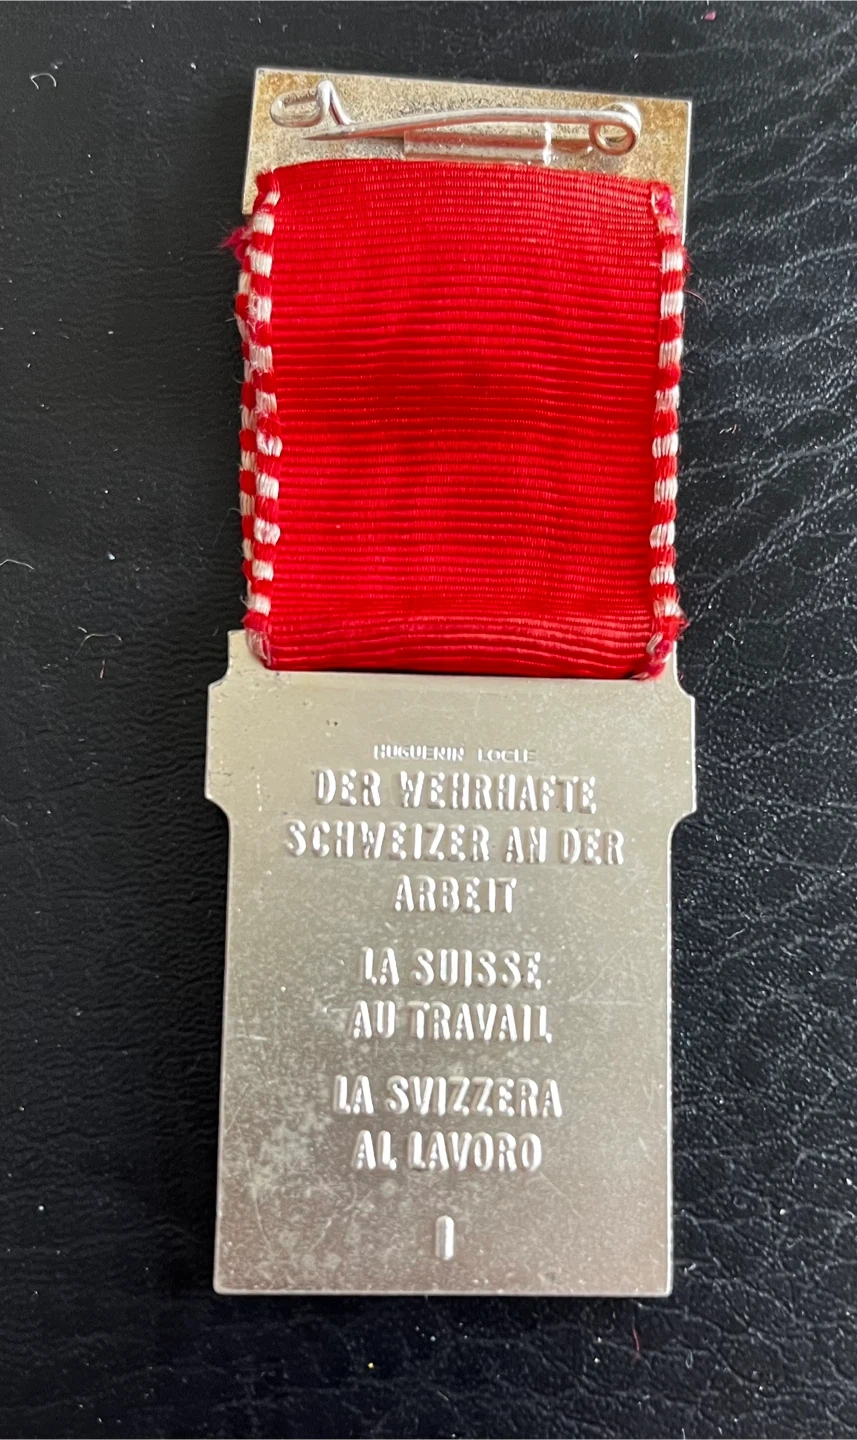 HUGUENIN LOCLE
DER WEHRHAFTE
SCHWEIZER AN DER
ARBEIT
LA SUISSE
AU TRAVAIL
LA SVIZZERA
AL LAVORO
I